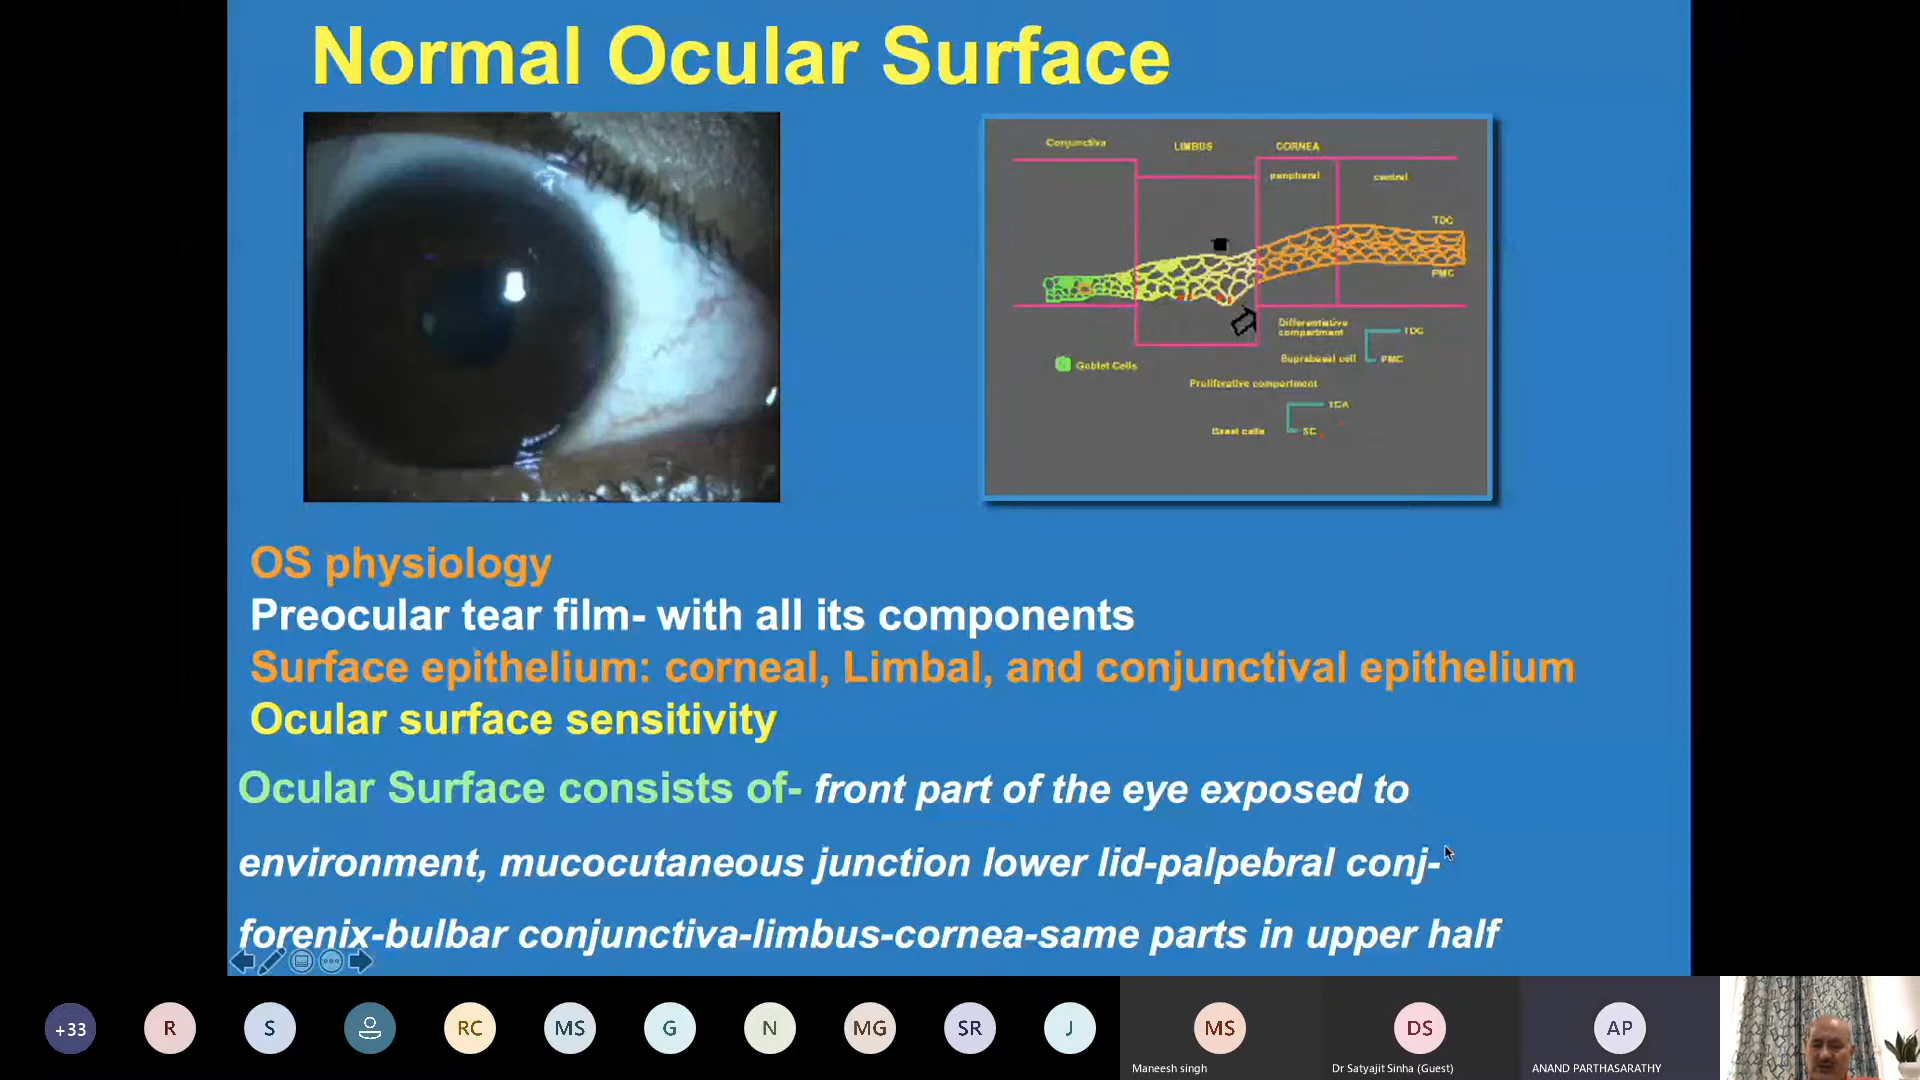 Normal Ocular Surface
Conjunctiva
LIMBUS
CORNEA
peripheral
central
TDC
PMC
Differentiative
compartment
TDC
Suprabasal cell
PMC
Goblet Cells
Proliferative compartment
TCA
Basal cells
SC
OS physiology
Preocular tear film- with all its components
Surface epithelium: corneal, Limbal, and conjunctival epithelium
Ocular surface sensitivity
Ocular Surface consists of- front part of the eye exposed to
environment, mucocutaneous junction lower lid-palpebral conj-
forenix-bulbar conjunctiva-limbus-cornea-same parts in upper half
+33
R
S
RC
MS
G
N
MG
SR
J
MS
Maneesh singh
DS
Dr Satyajit Sinha (Guest)
AP
ANAND PARTHASARATHY